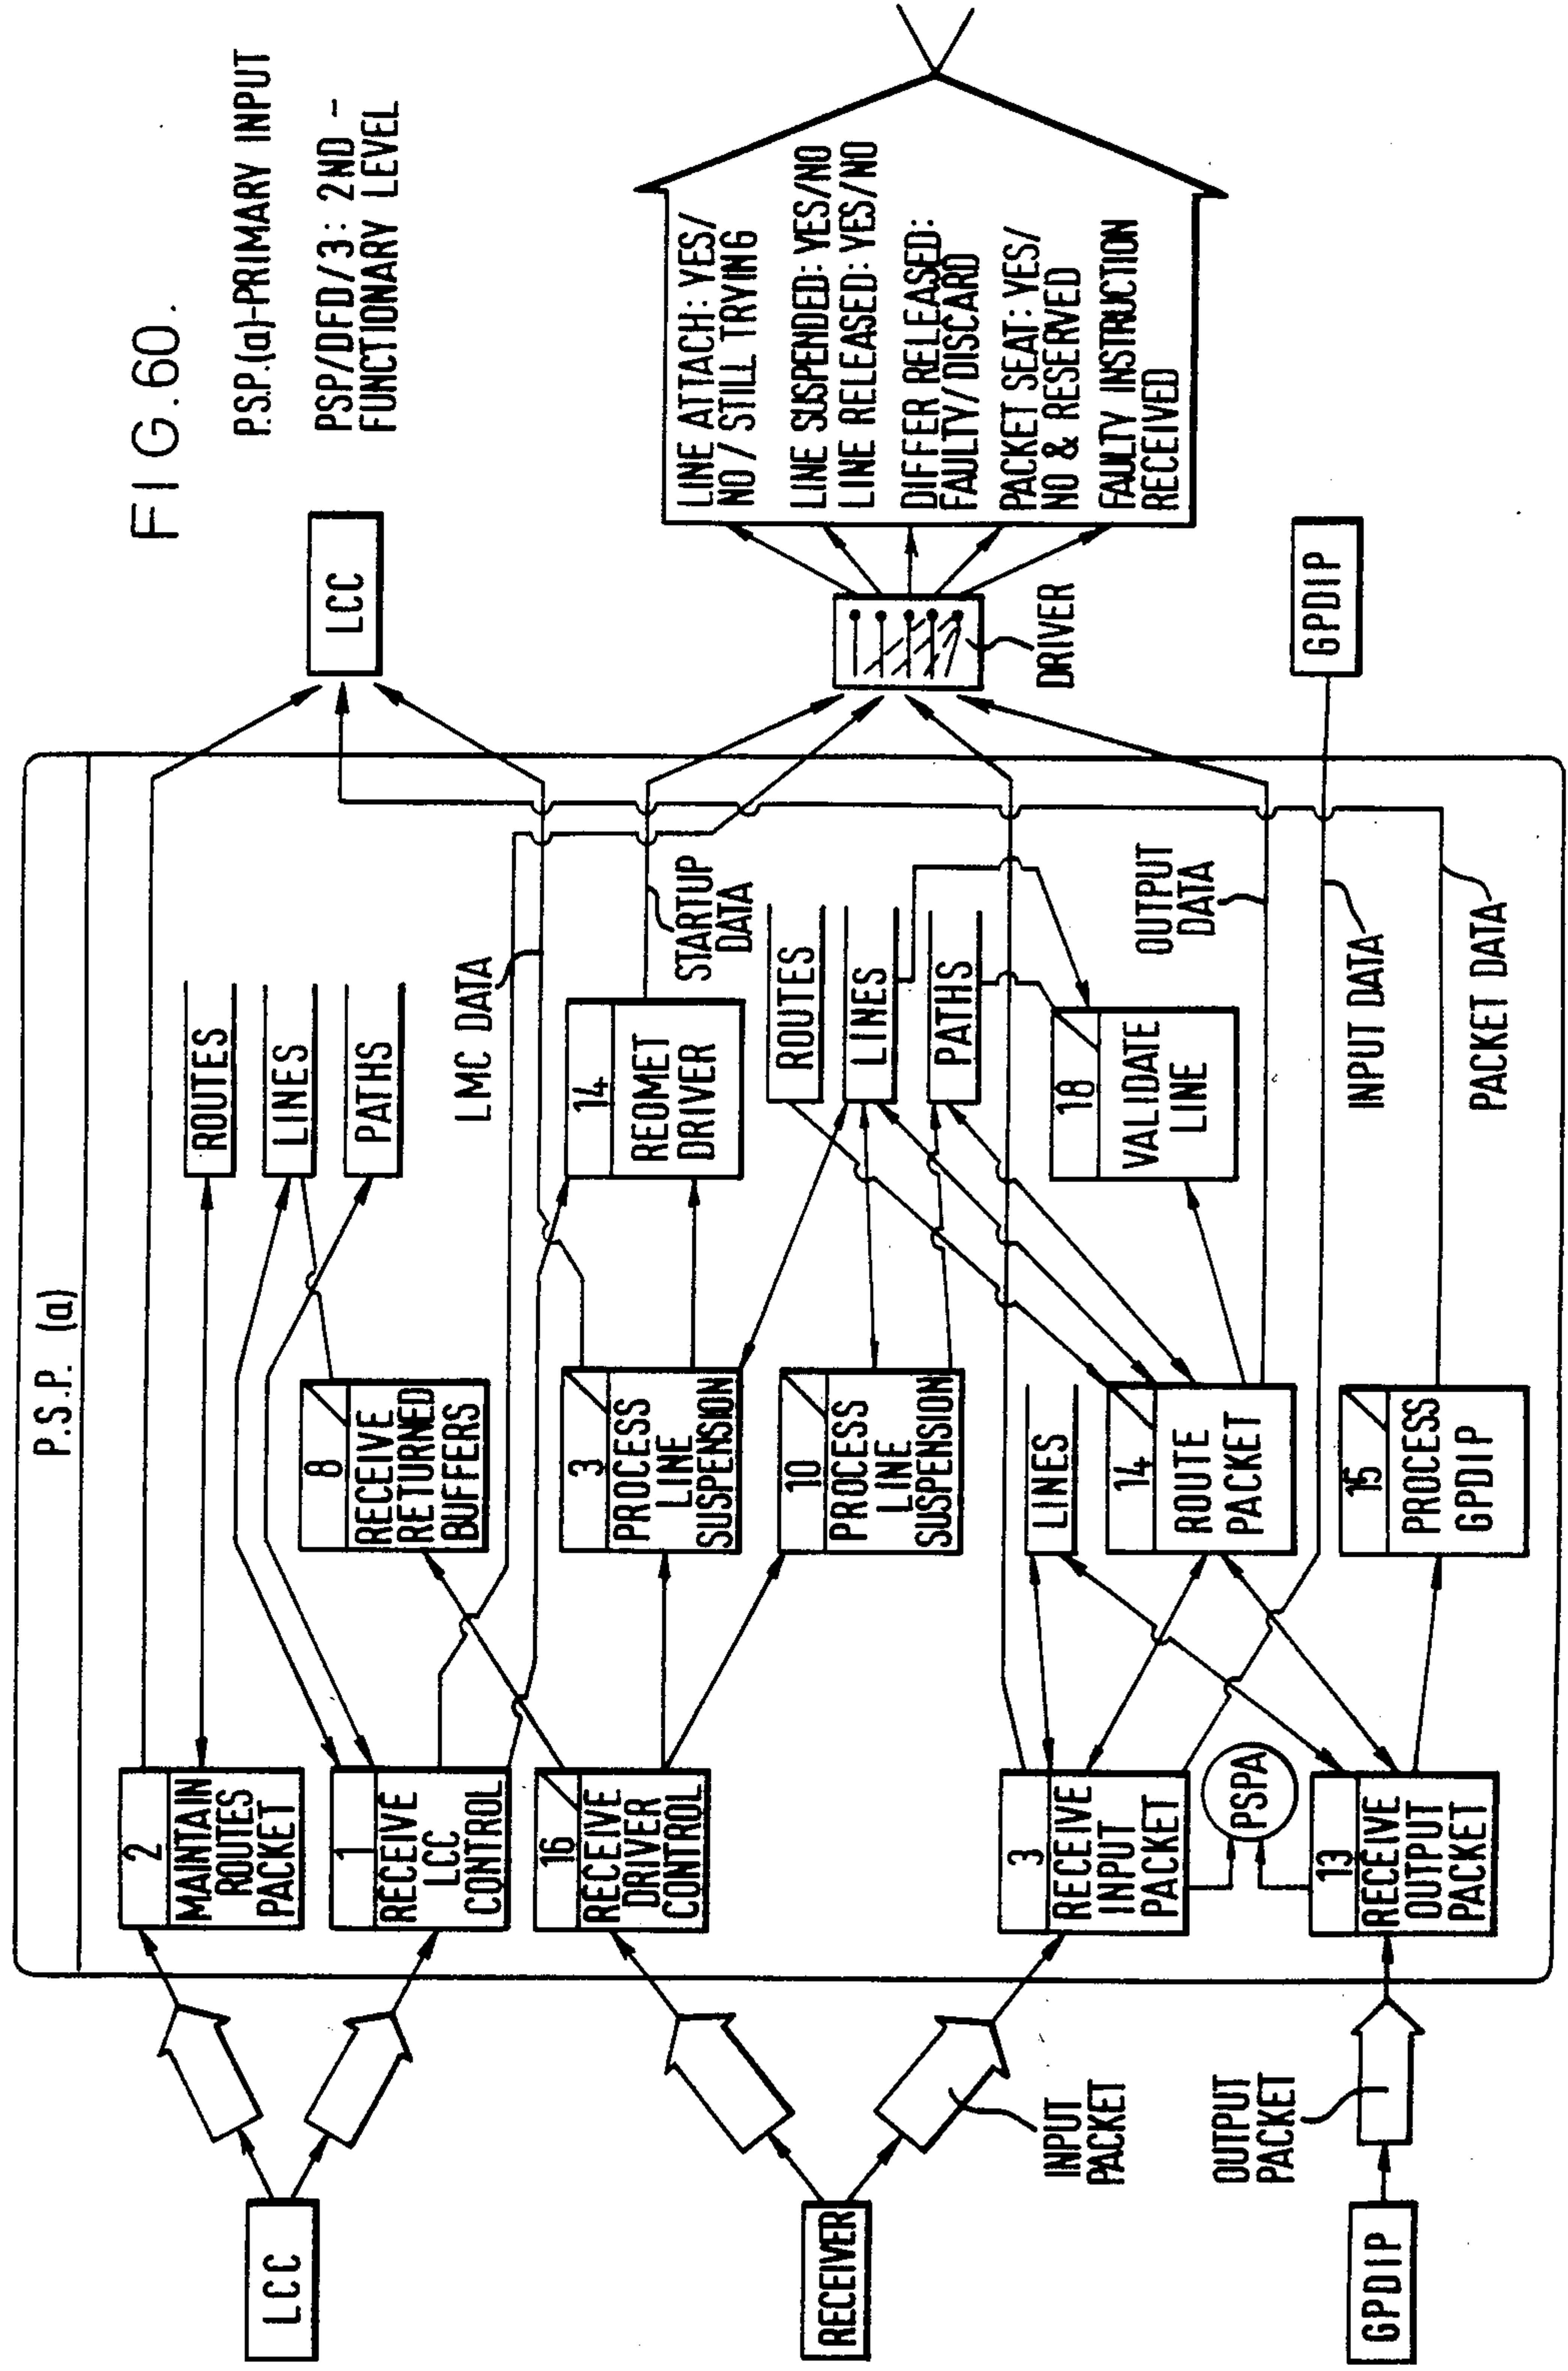 FIG.60.
P.S.P.(a)-PRIMARY INPUT
PSP/DFD/3: 2ND -
FUNCTIONARY LEVEL
P.S.P. (a)
LCC
RECEIVER
GPDIP
INPUT
PACKET
OUTPUT
PACKET
2
MAINTAIN
ROUTES
PACKET
1
RECEIVE
LCC
CONTROL
16
RECEIVE
DRIVER
CONTROL
3
RECEIVE
INPUT
PACKET
PSPA
13
RECEIVE
OUTPUT
PACKET
8
RECEIVE
RETURNED
BUFFERS
3
PROCESS
LINE
SUSPENSION
10
PROCESS
LINE
SUSPENSION
LINES
14
ROUTE
PACKET
15
PROCESS
GPDIP
ROUTES
LINES
PATHS
LMC DATA
14
REOMET
DRIVER
STARTUP
DATA
ROUTES
LINES
PATHS
18
VALIDATE
LINE
OUTPUT
DATA
INPUT DATA
PACKET DATA
LCC
DRIVER
GPDIP
LINE ATTACH: YES/
NO / STILL TRYING
LINE SUSPENDED: YES/NO
LINE RELEASED: YES/NO
DIFFER RELEASED:
FAULTY/DISCARD
PACKET SEAT: YES/
NO & RESERVED
FAULTY INSTRUCTION
RECEIVED